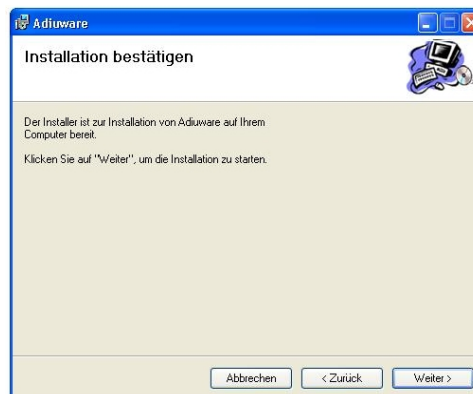 Adiuware
Installation bestätigen
Der Installer ist zur Installation von Adiuware auf Ihrem
Computer bereit.
Klicken Sie auf "Weiter", um die Installation zu starten.
Abbrechen
< Zurück
Weiter >